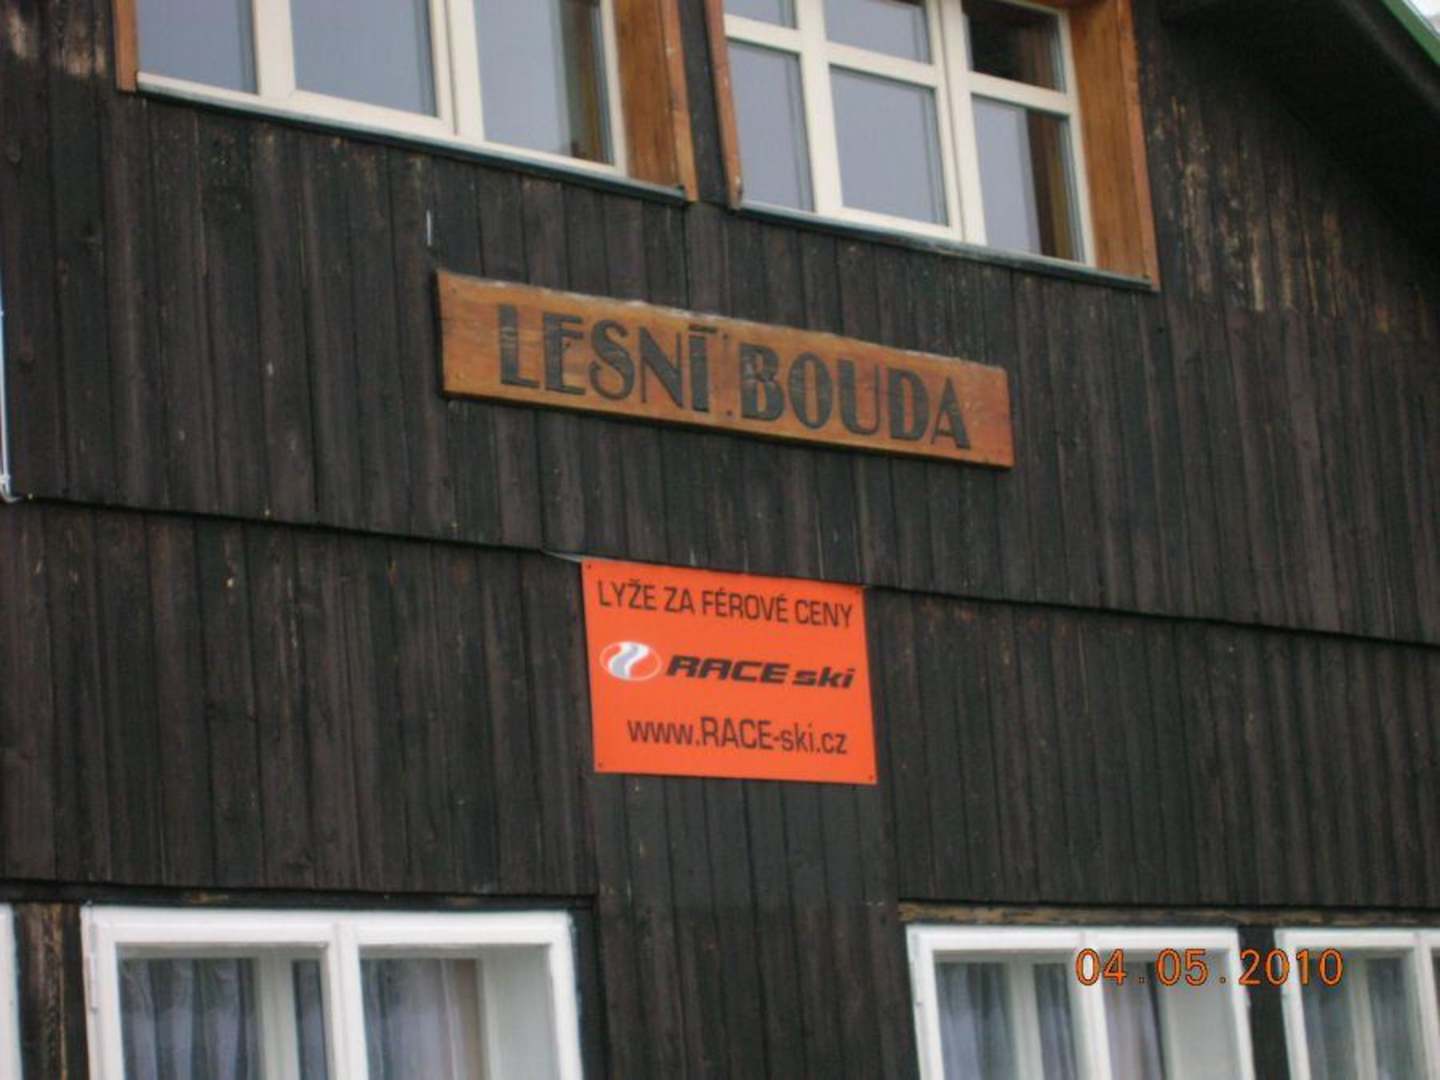 LESNÍ BOUDA
LYŽE ZA FÉROVÉ CENY
RACE ski
www.RACE-ski.cz
04.05.2010